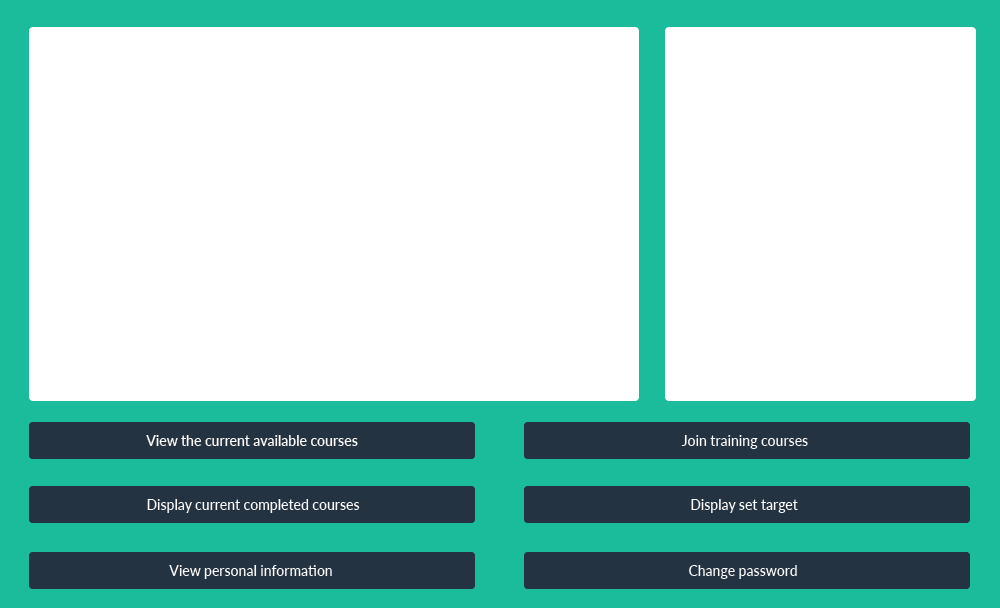 View the current available courses
Join training courses
Display current completed courses
Display set target
View personal information
Change password